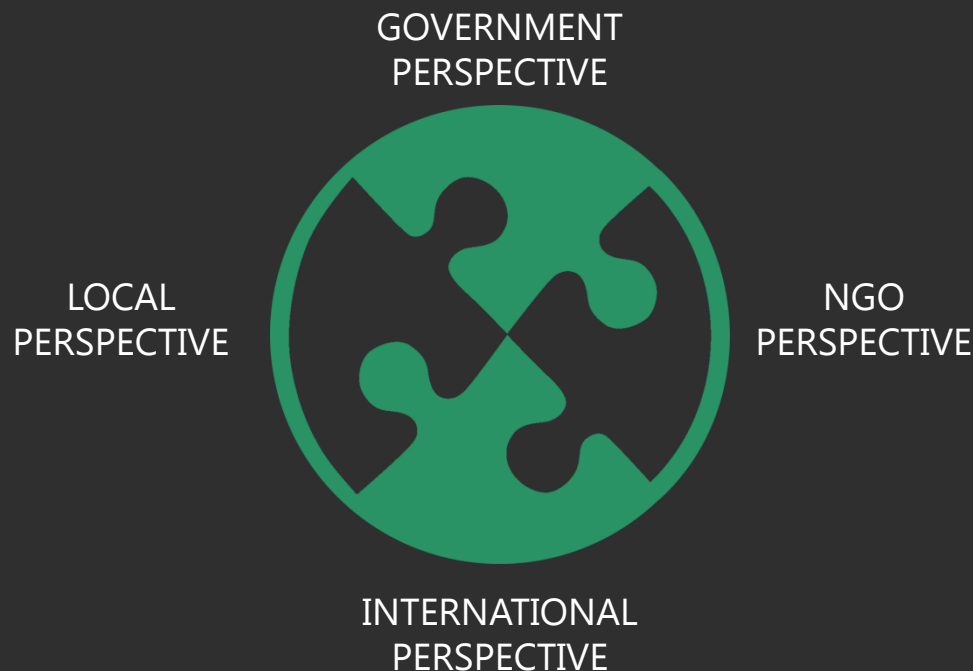 GOVERNMENT
PERSPECTIVE
LOCAL
PERSPECTIVE
NGO
PERSPECTIVE
INTERNATIONAL
PERSPECTIVE